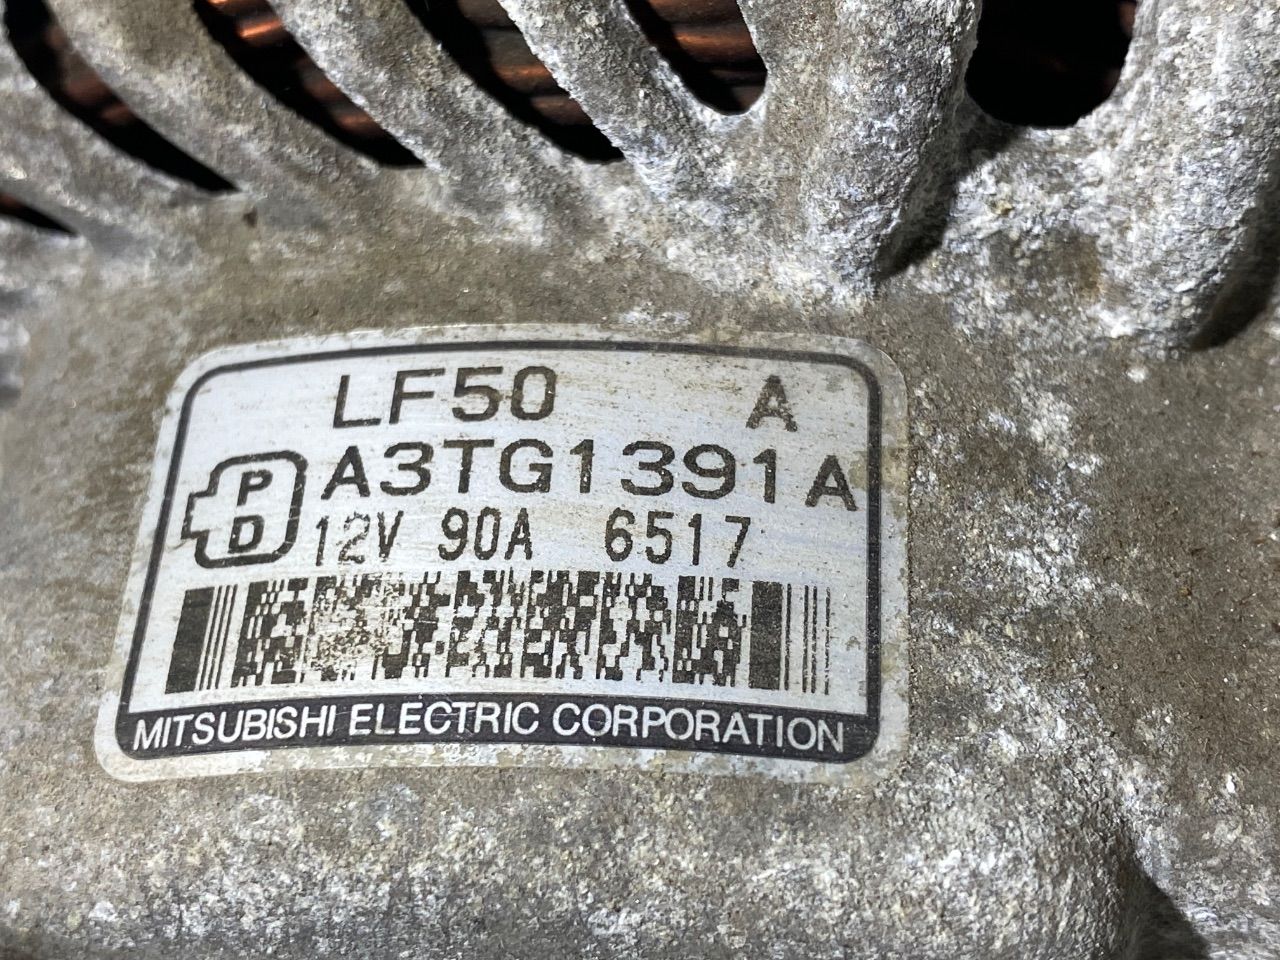 LF50 A
A3TG1391A
P
D
12V 90A 6517
MITSUBISHI ELECTRIC CORPORATION